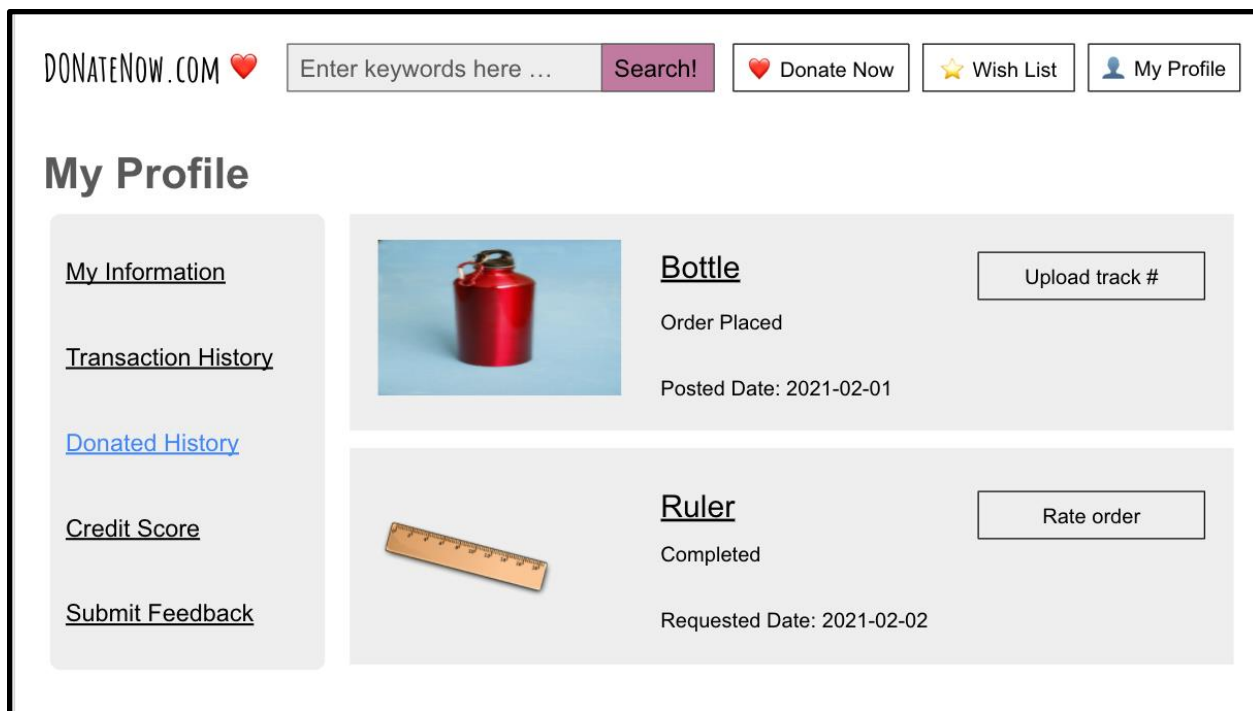 DONateNow.com
Enter keywords here …
Search!
Donate Now
Wish List
My Profile
My Profile
My Information
Transaction History
Donated History
Credit Score
Submit Feedback
Bottle
Order Placed
Posted Date: 2021-02-01
Upload track #
Ruler
Completed
Requested Date: 2021-02-02
Rate order